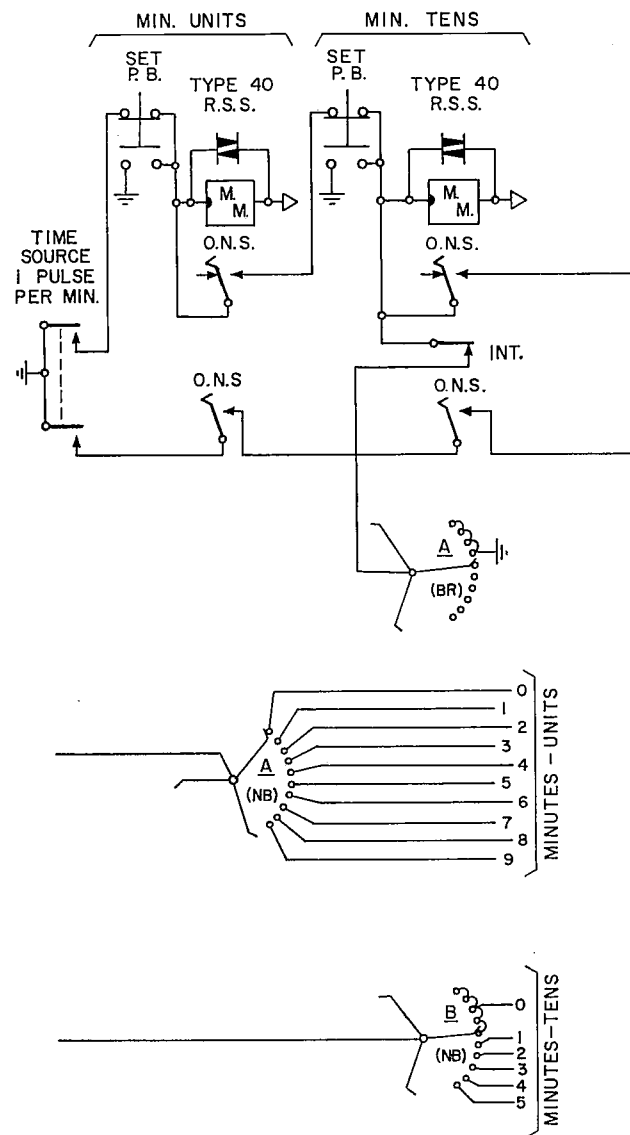 MIN. UNITS
MIN. TENS
SET
P. B.
TYPE 40
R.S.S.
SET
P. B.
TYPE 40
R.S.S.
M.
M.
M.
M.
TIME
SOURCE
1 PULSE
PER MIN.
O.N.S.
O.N.S.
INT.
O.N.S
O.N.S.
A
(BR)
0
1
2
3
4
5
6
7
8
9
A
(NB)
MINUTES-UNITS
B
(NB)
0
1
2
3
4
5
MINUTES-TENS